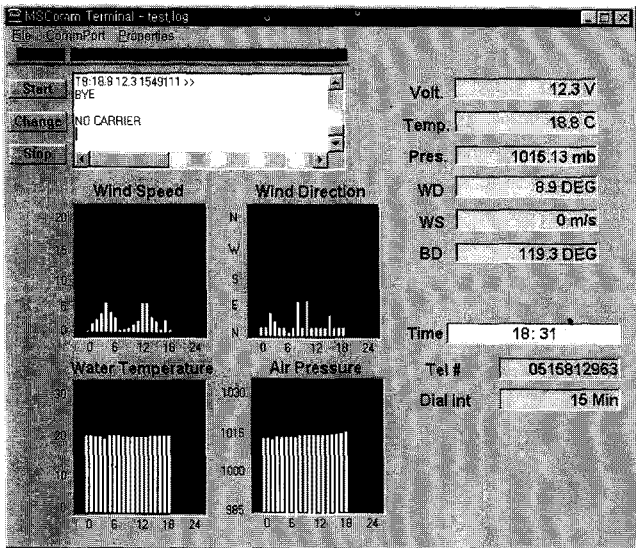 MSComm Terminal - test.log
File CommPort Properties
Start
Change
Stop
T8:18.8 12.3 1549111 >>
BYE
NO CARRIER
Volt. 12.3 V
Temp. 18.8 C
Pres. 1015.13 mb
WD 8.9 DEG
WS 0 m/s
BD 119.3 DEG
Time 18: 31
Tel # 0515812963
Dial Int 15 Min
Wind Speed
20
15
10
5
0
0 6 12 18 24
Wind Direction
N
W
S
E
N
0 6 12 18 24
Water Temperature
30
20
10
0
0 6 12 18 24
Air Pressure
1030
1015
1000
985
0 6 12 18 24